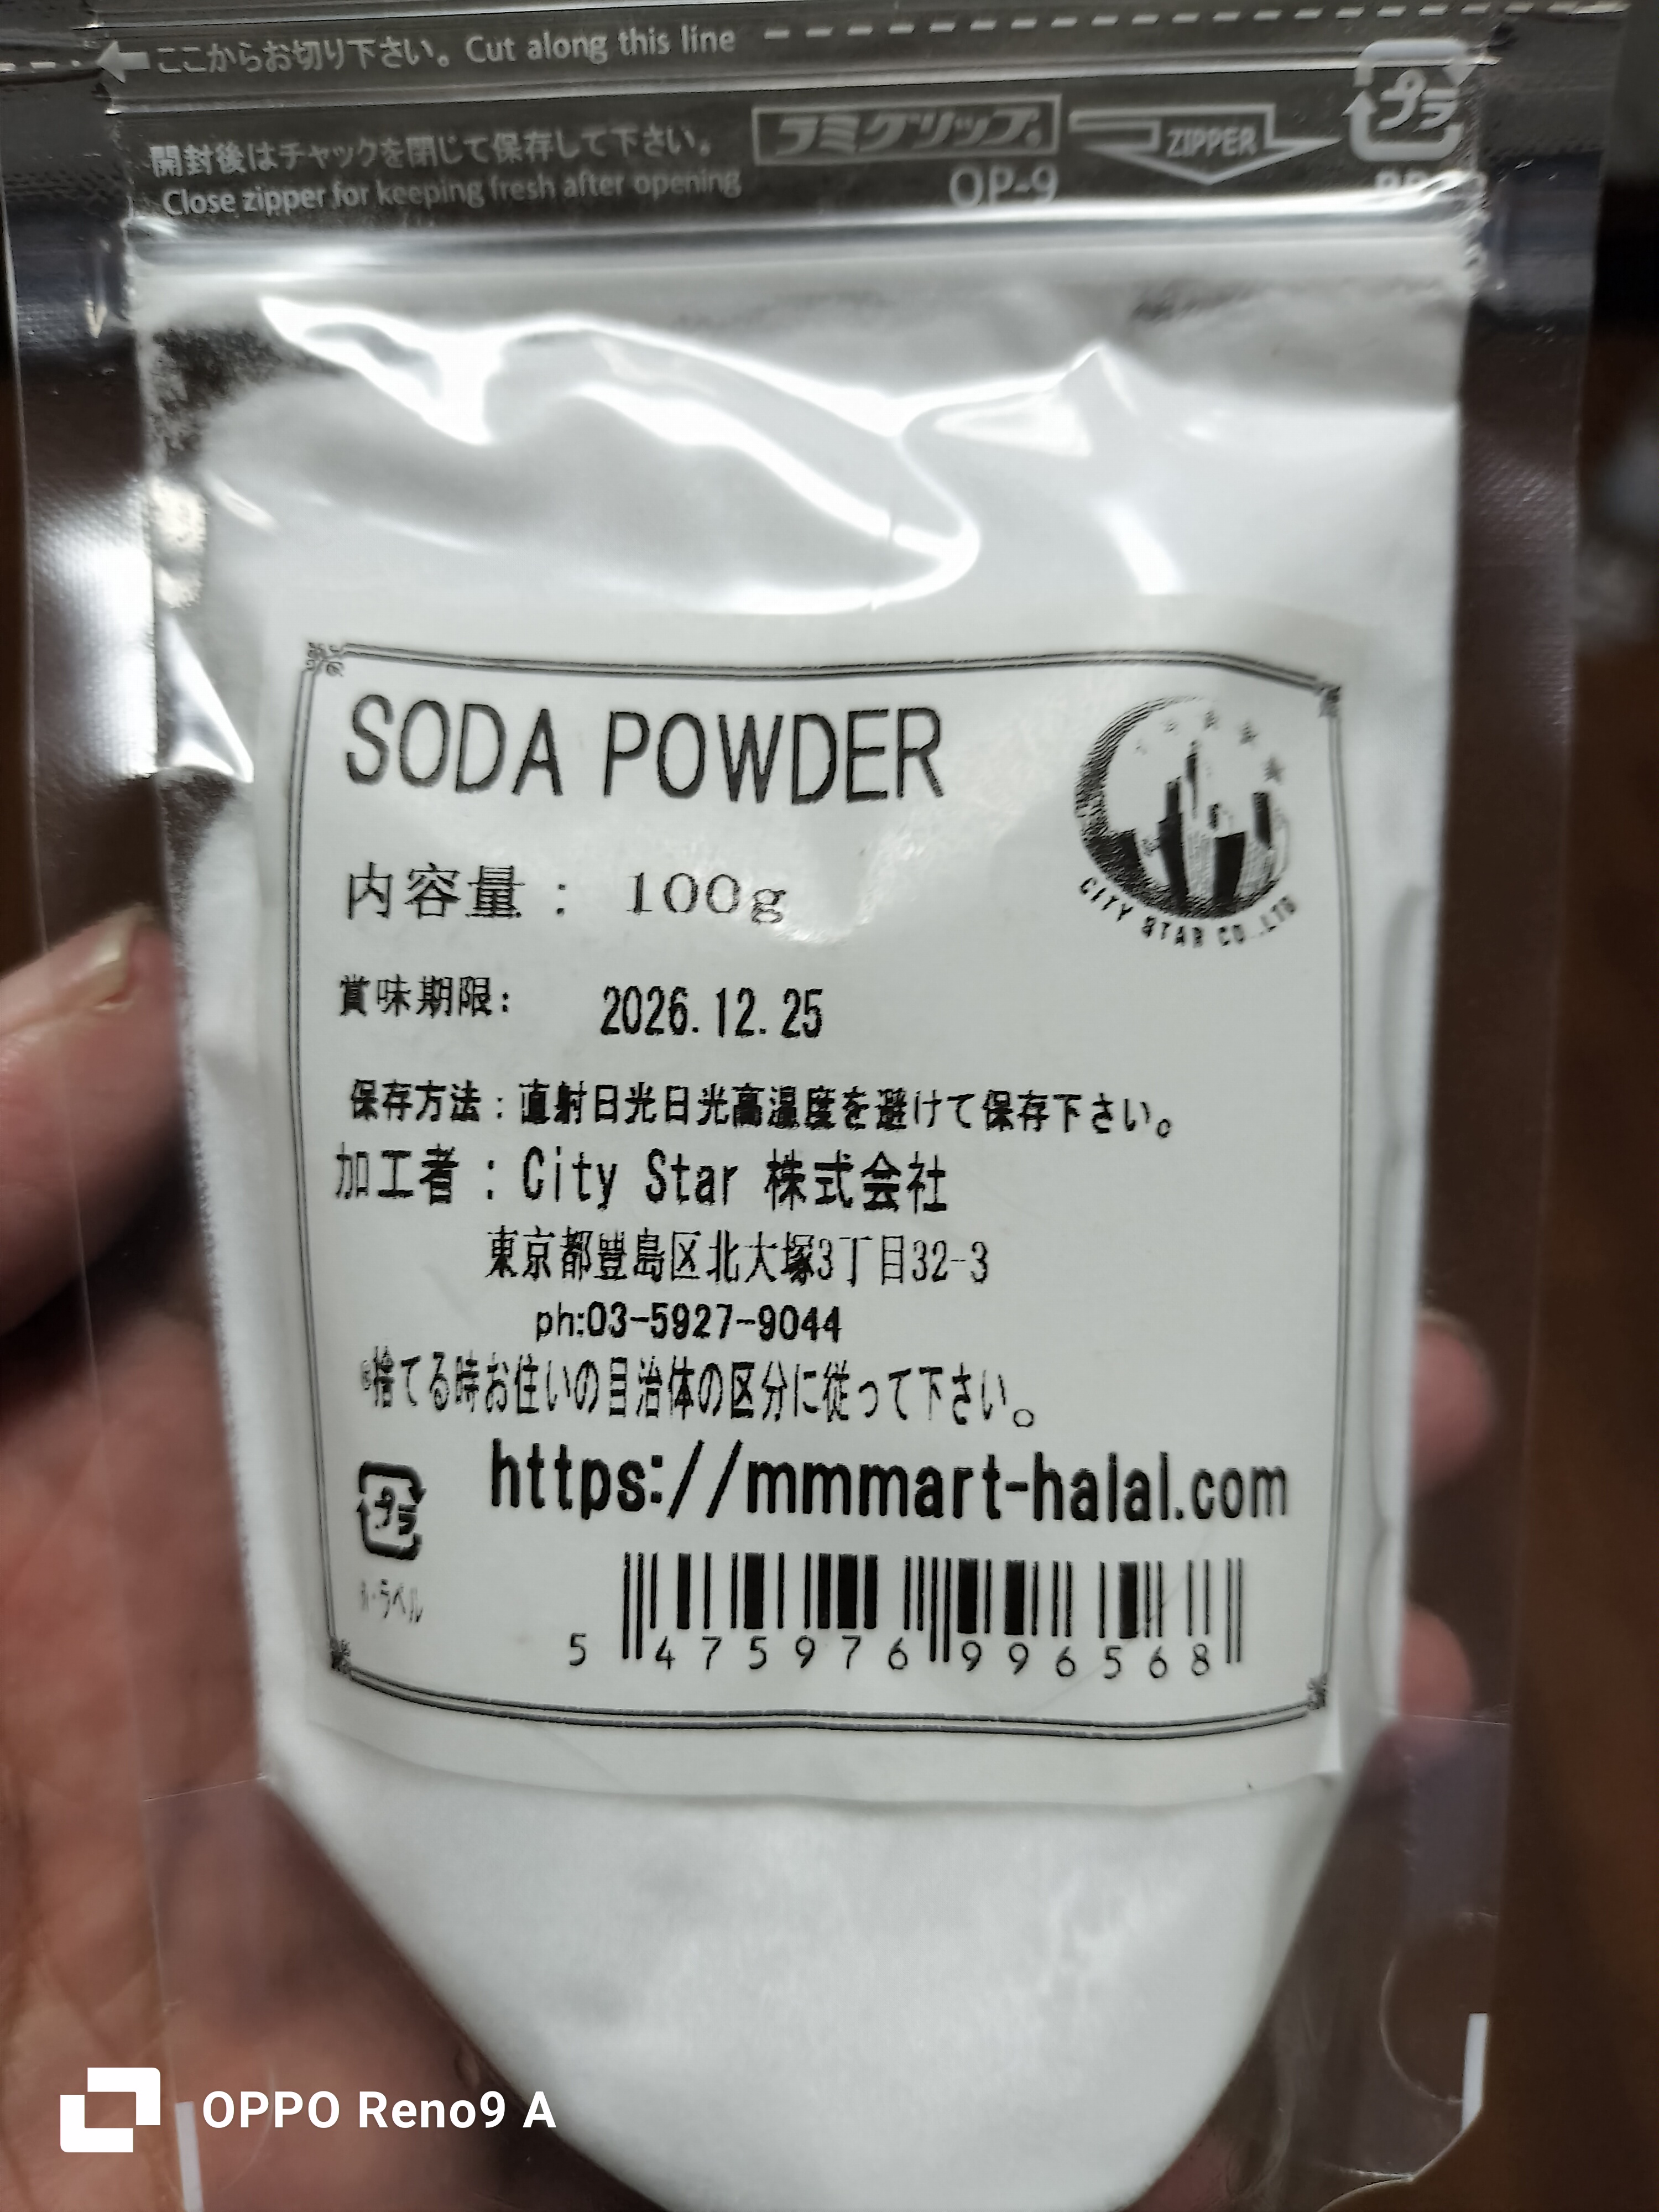 ここからお切り下さい。Cut along this line
開封後はチャックを閉じて保存して下さい。
Close zipper for keeping fresh after opening
ラミグリップ®
OP-9
ZIPPER
プラ
SODA POWDER
CITY STAR CO.,LTD
内容量： 100g
賞味期限: 2026.12.25
保存方法：直射日光日光高温度を避けて保存下さい。
加工者：City Star 株式会社
東京都豊島区北大塚3丁目32-3
ph:03-5927-9044
捨てる時お住いの自治体の区分に従って下さい。
プラ
ラベル
https://mmmart-halal.com
5 475976 996568
OPPO Reno9 A